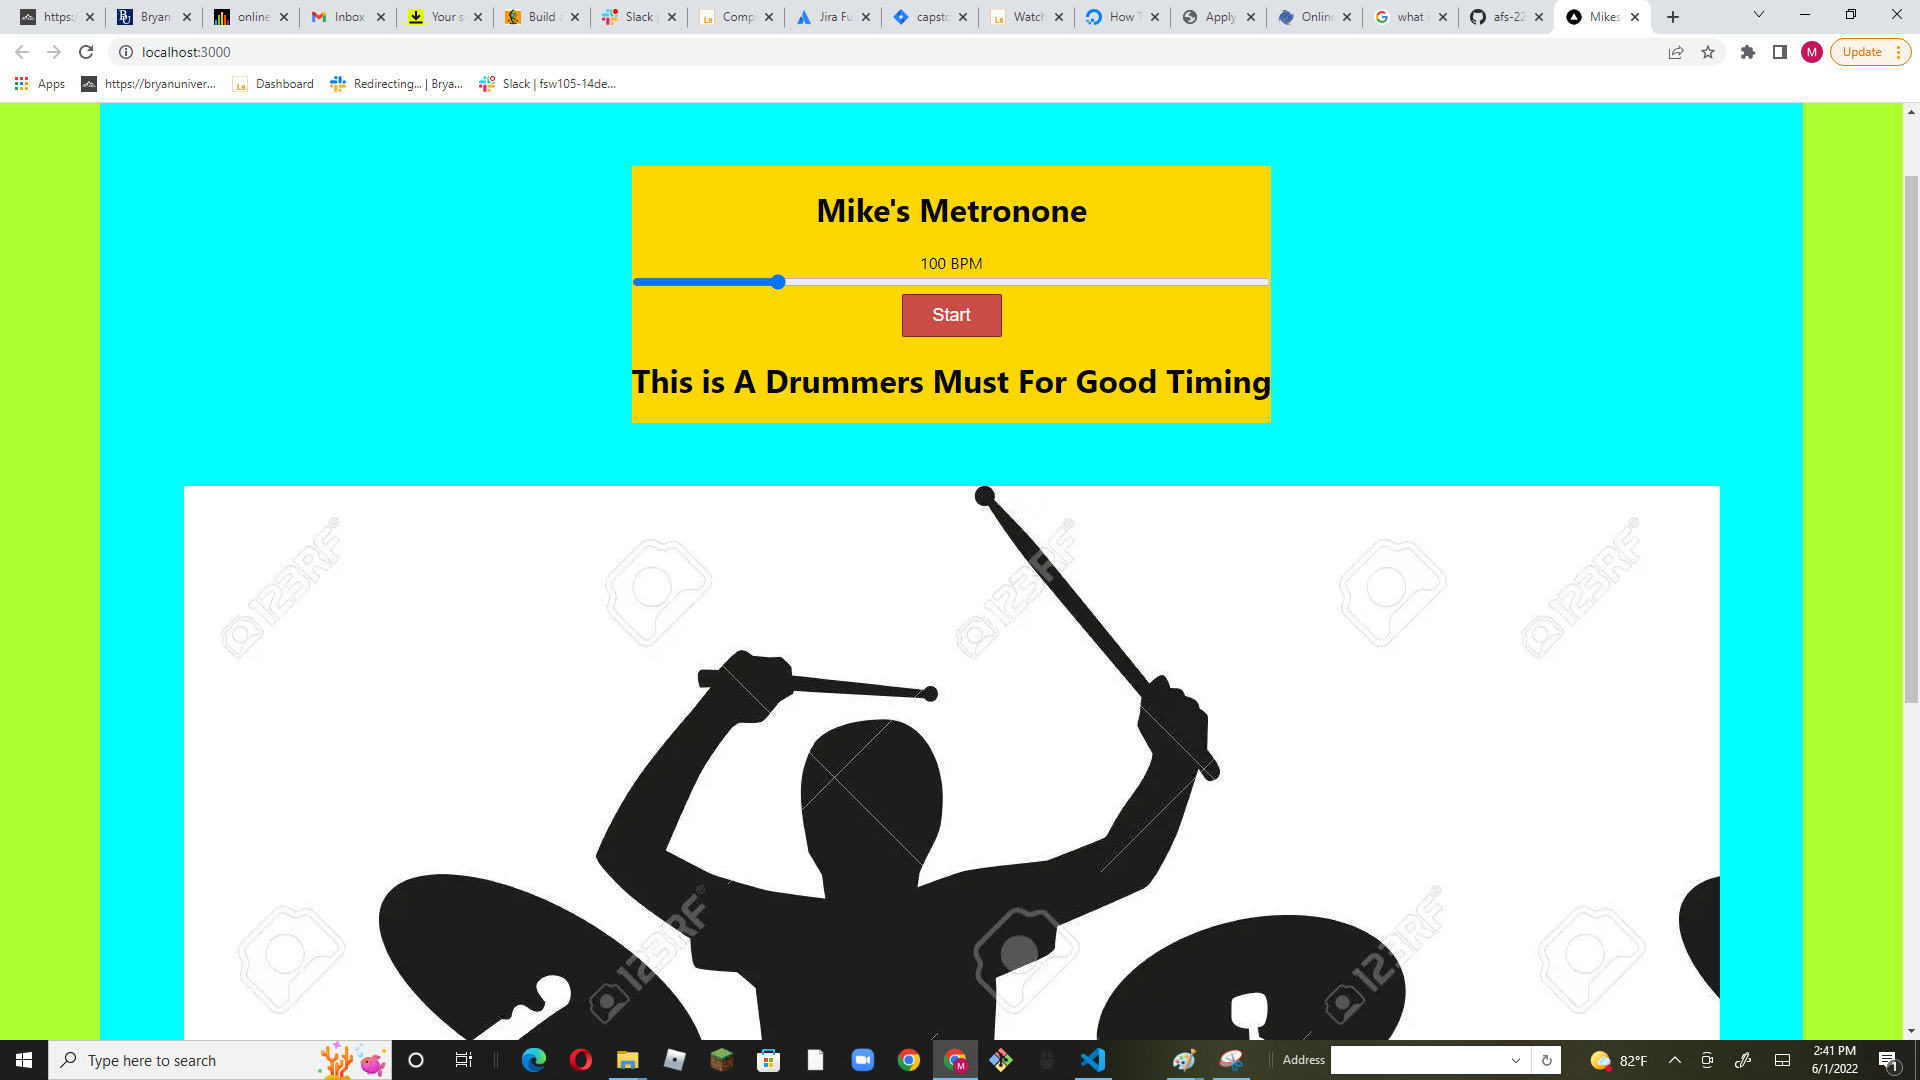 https:/
Bryan
online
Inbox
Your s
Build a
Slack |
Comp
Jira Fu
capsto
Watch
How T
Apply
Online
what i
afs-22
Mikes
localhost:3000
M
Update
Apps
https://bryanuniver...
Dashboard
Redirecting... | Brya...
Slack | fsw105-14de...
Mike's Metronone
100 BPM
Start
This is A Drummers Must For Good Timing
©123RF®
©123RF®
©123RF®
©123RF®
©123RF®
Type here to search
Address
82°F
2:41 PM
6/1/2022
1